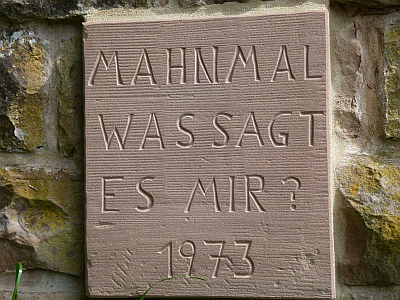 MAHNMAL
WAS SAGT
ES MIR?
1973